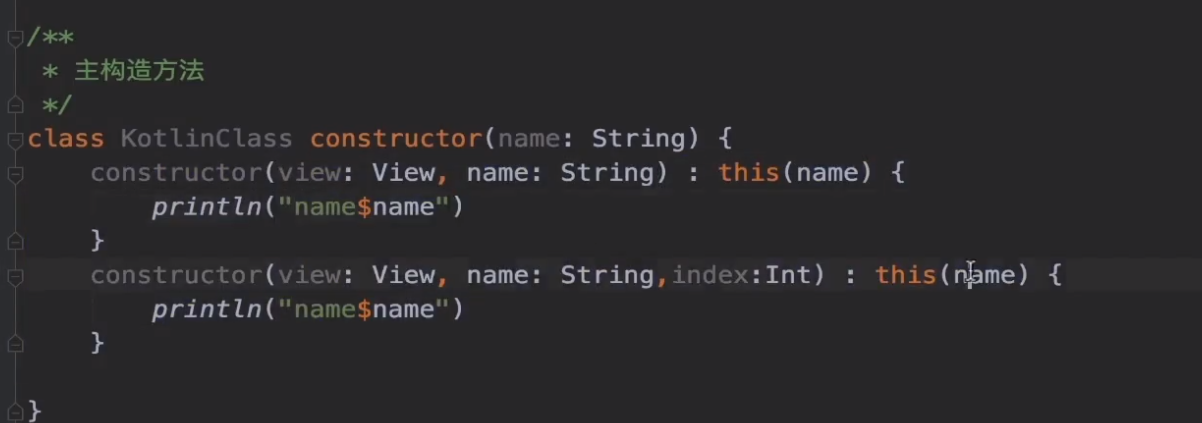 /**
 * 主构造方法
 */
class KotlinClass constructor(name: String) {
    constructor(view: View, name: String) : this(name) {
        println("name$name")
    }
    constructor(view: View, name: String,index:Int) : this(name) {
        println("name$name")
    }
}